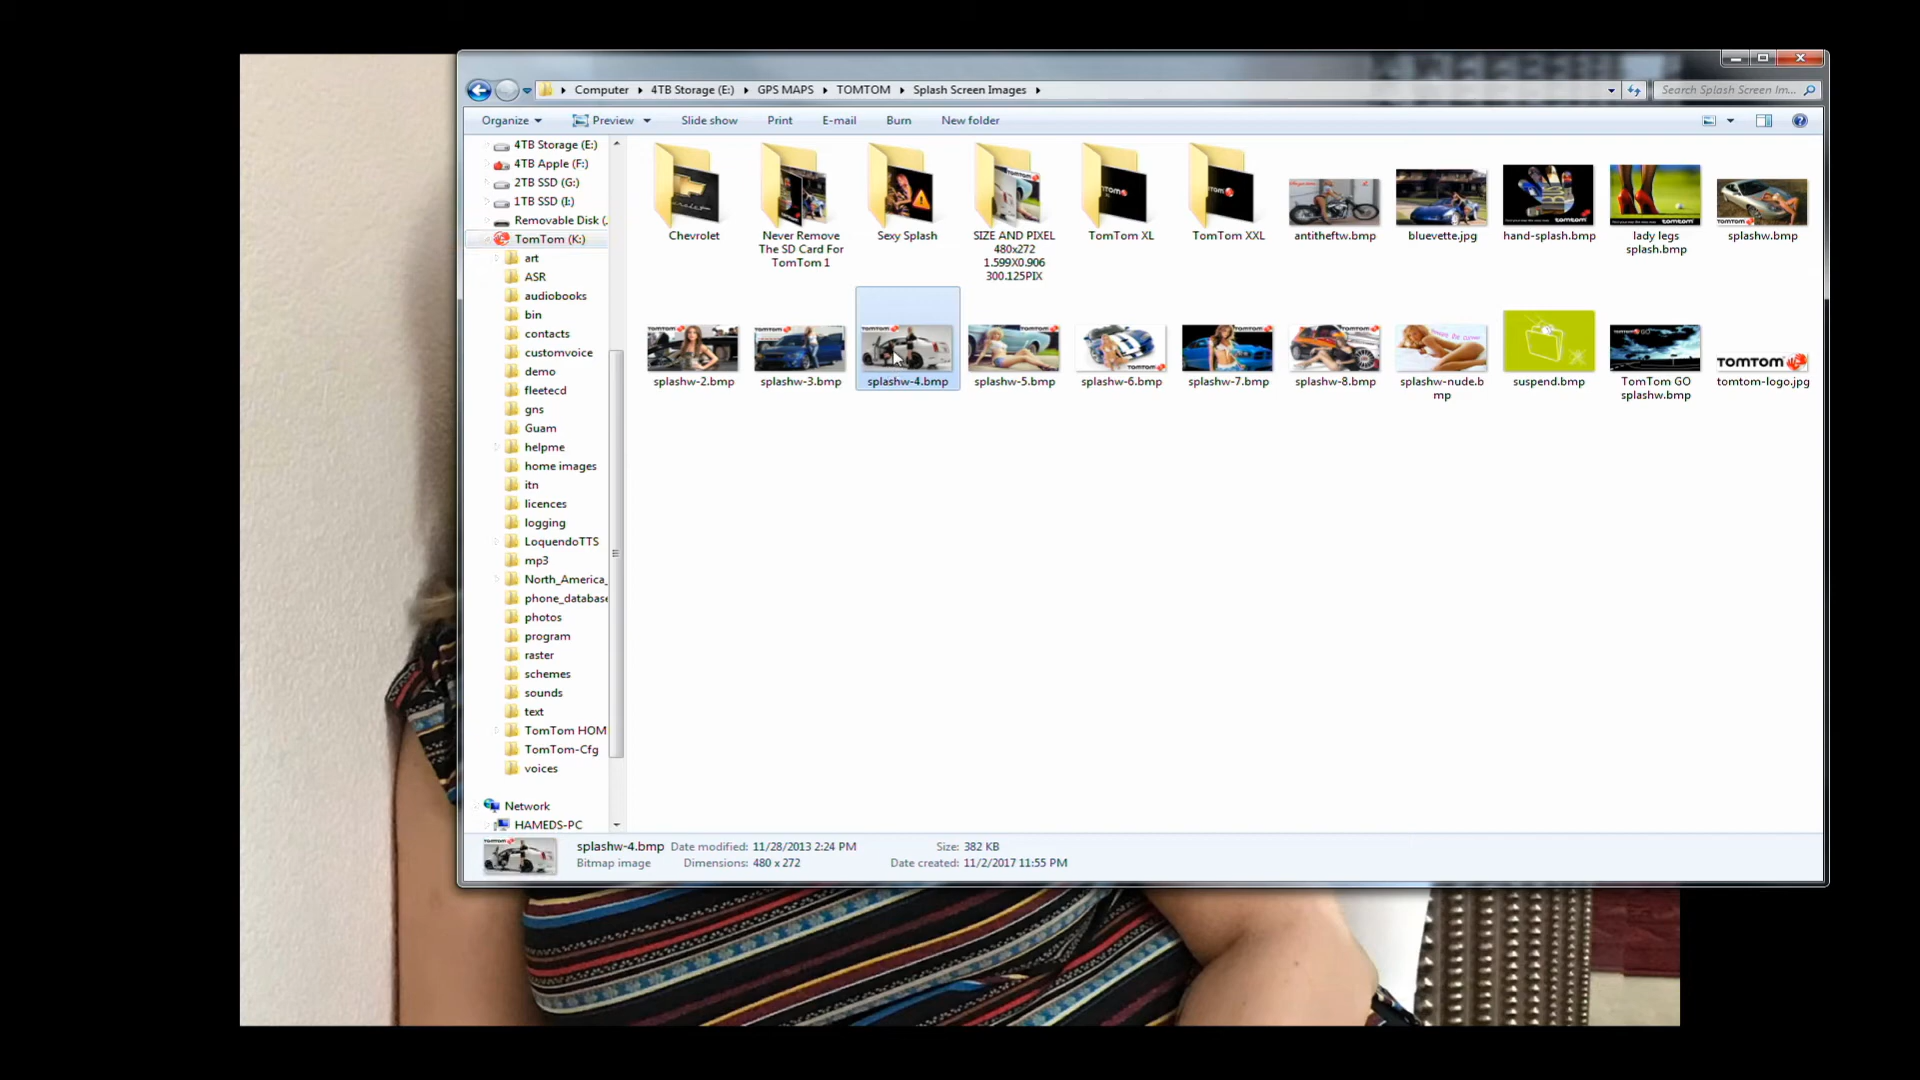 Computer 4TB Storage (E:) GPS MAPS TOMTOM Splash Screen Images
Search Splash Screen Im...
Organize Preview Slide show Print E-mail Burn New folder
4TB Storage (E:)
4TB Apple (F:)
2TB SSD (G:)
1TB SSD (I:)
Removable Disk (.
TomTom (K:)
art
ASR
audiobooks
bin
contacts
customvoice
demo
fleetecd
gns
Guam
helpme
home images
itn
licences
logging
LoquendoTTS
mp3
North_America_
phone_database
photos
program
raster
schemes
sounds
text
TomTom HOM
TomTom-Cfg
voices
Network
HAMEDS-PC
Chevrolet
Never Remove
The SD Card For
TomTom 1
Sexy Splash
SIZE AND PIXEL
480x272
1.599X0.906
300.125PIX
TomTom XL
TomTom XXL
antitheftw.bmp
bluevette.jpg
hand-splash.bmp
lady legs
splash.bmp
splashw.bmp
splashw-2.bmp
splashw-3.bmp
splashw-4.bmp
splashw-5.bmp
splashw-6.bmp
splashw-7.bmp
splashw-8.bmp
splashw-nude.b
mp
suspend.bmp
TomTom GO
splashw.bmp
TOMTOM
tomtom-logo.jpg
splashw-4.bmp Date modified: 11/28/2013 2:24 PM Size: 382 KB
Bitmap image Dimensions: 480 x 272 Date created: 11/2/2017 11:55 PM